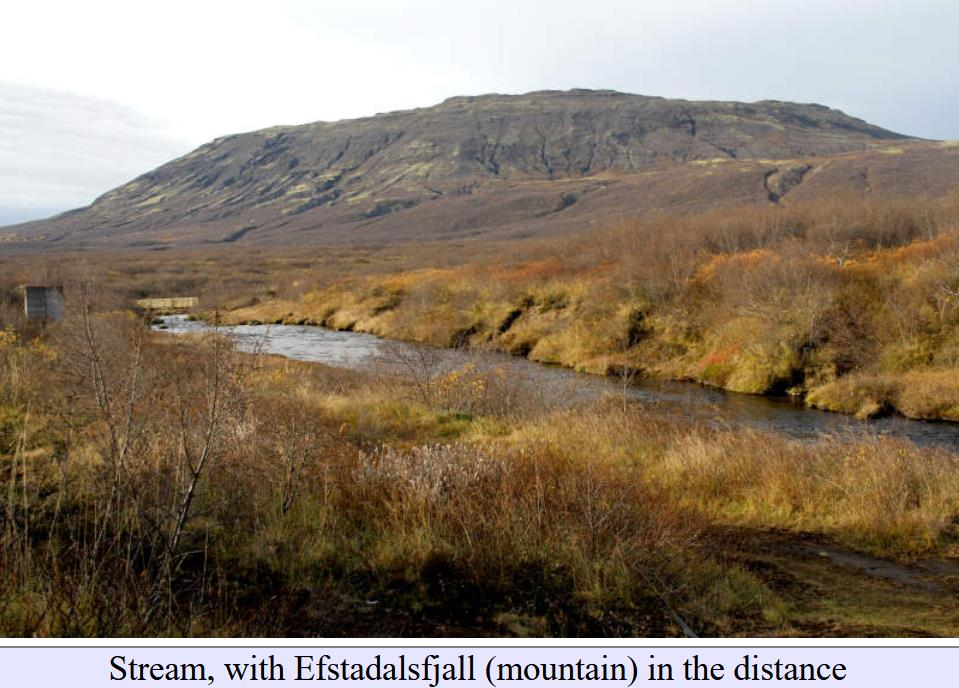 Stream, with Efstadalsfjall (mountain) in the distance